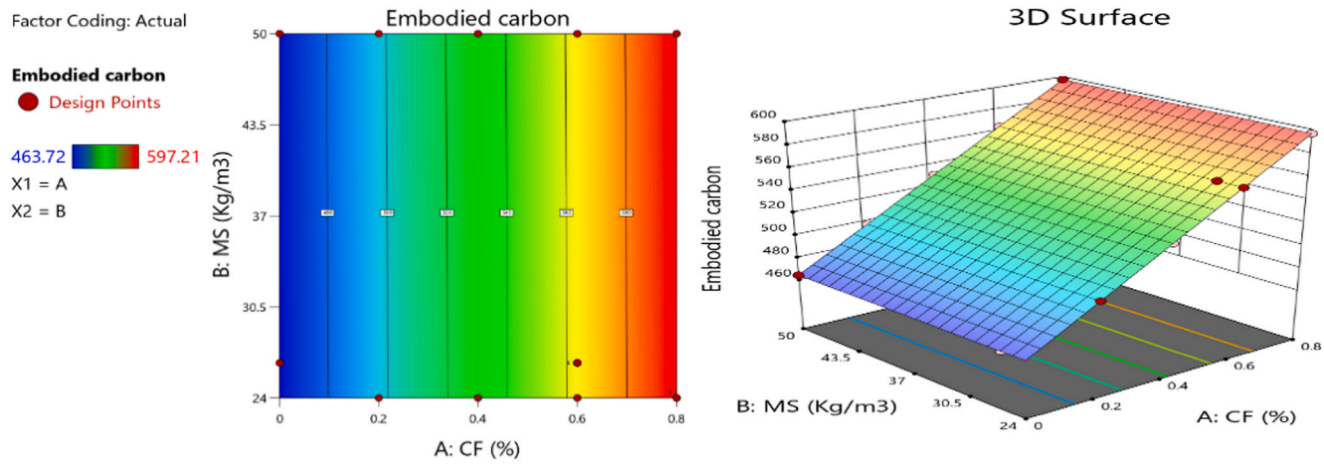 Factor Coding: Actual
Embodied carbon
Design Points
463.72 597.21
X1 = A
X2 = B
Embodied carbon
50
43.5
37
30.5
24
B: MS (Kg/m3)
0 0.2 0.4 0.6 0.8
A: CF (%)
3D Surface
600
580
560
540
520
500
480
460
Embodied carbon
50
43.5
37
30.5
24
B: MS (Kg/m3)
0
0.2
0.4
0.6
0.8
A: CF (%)